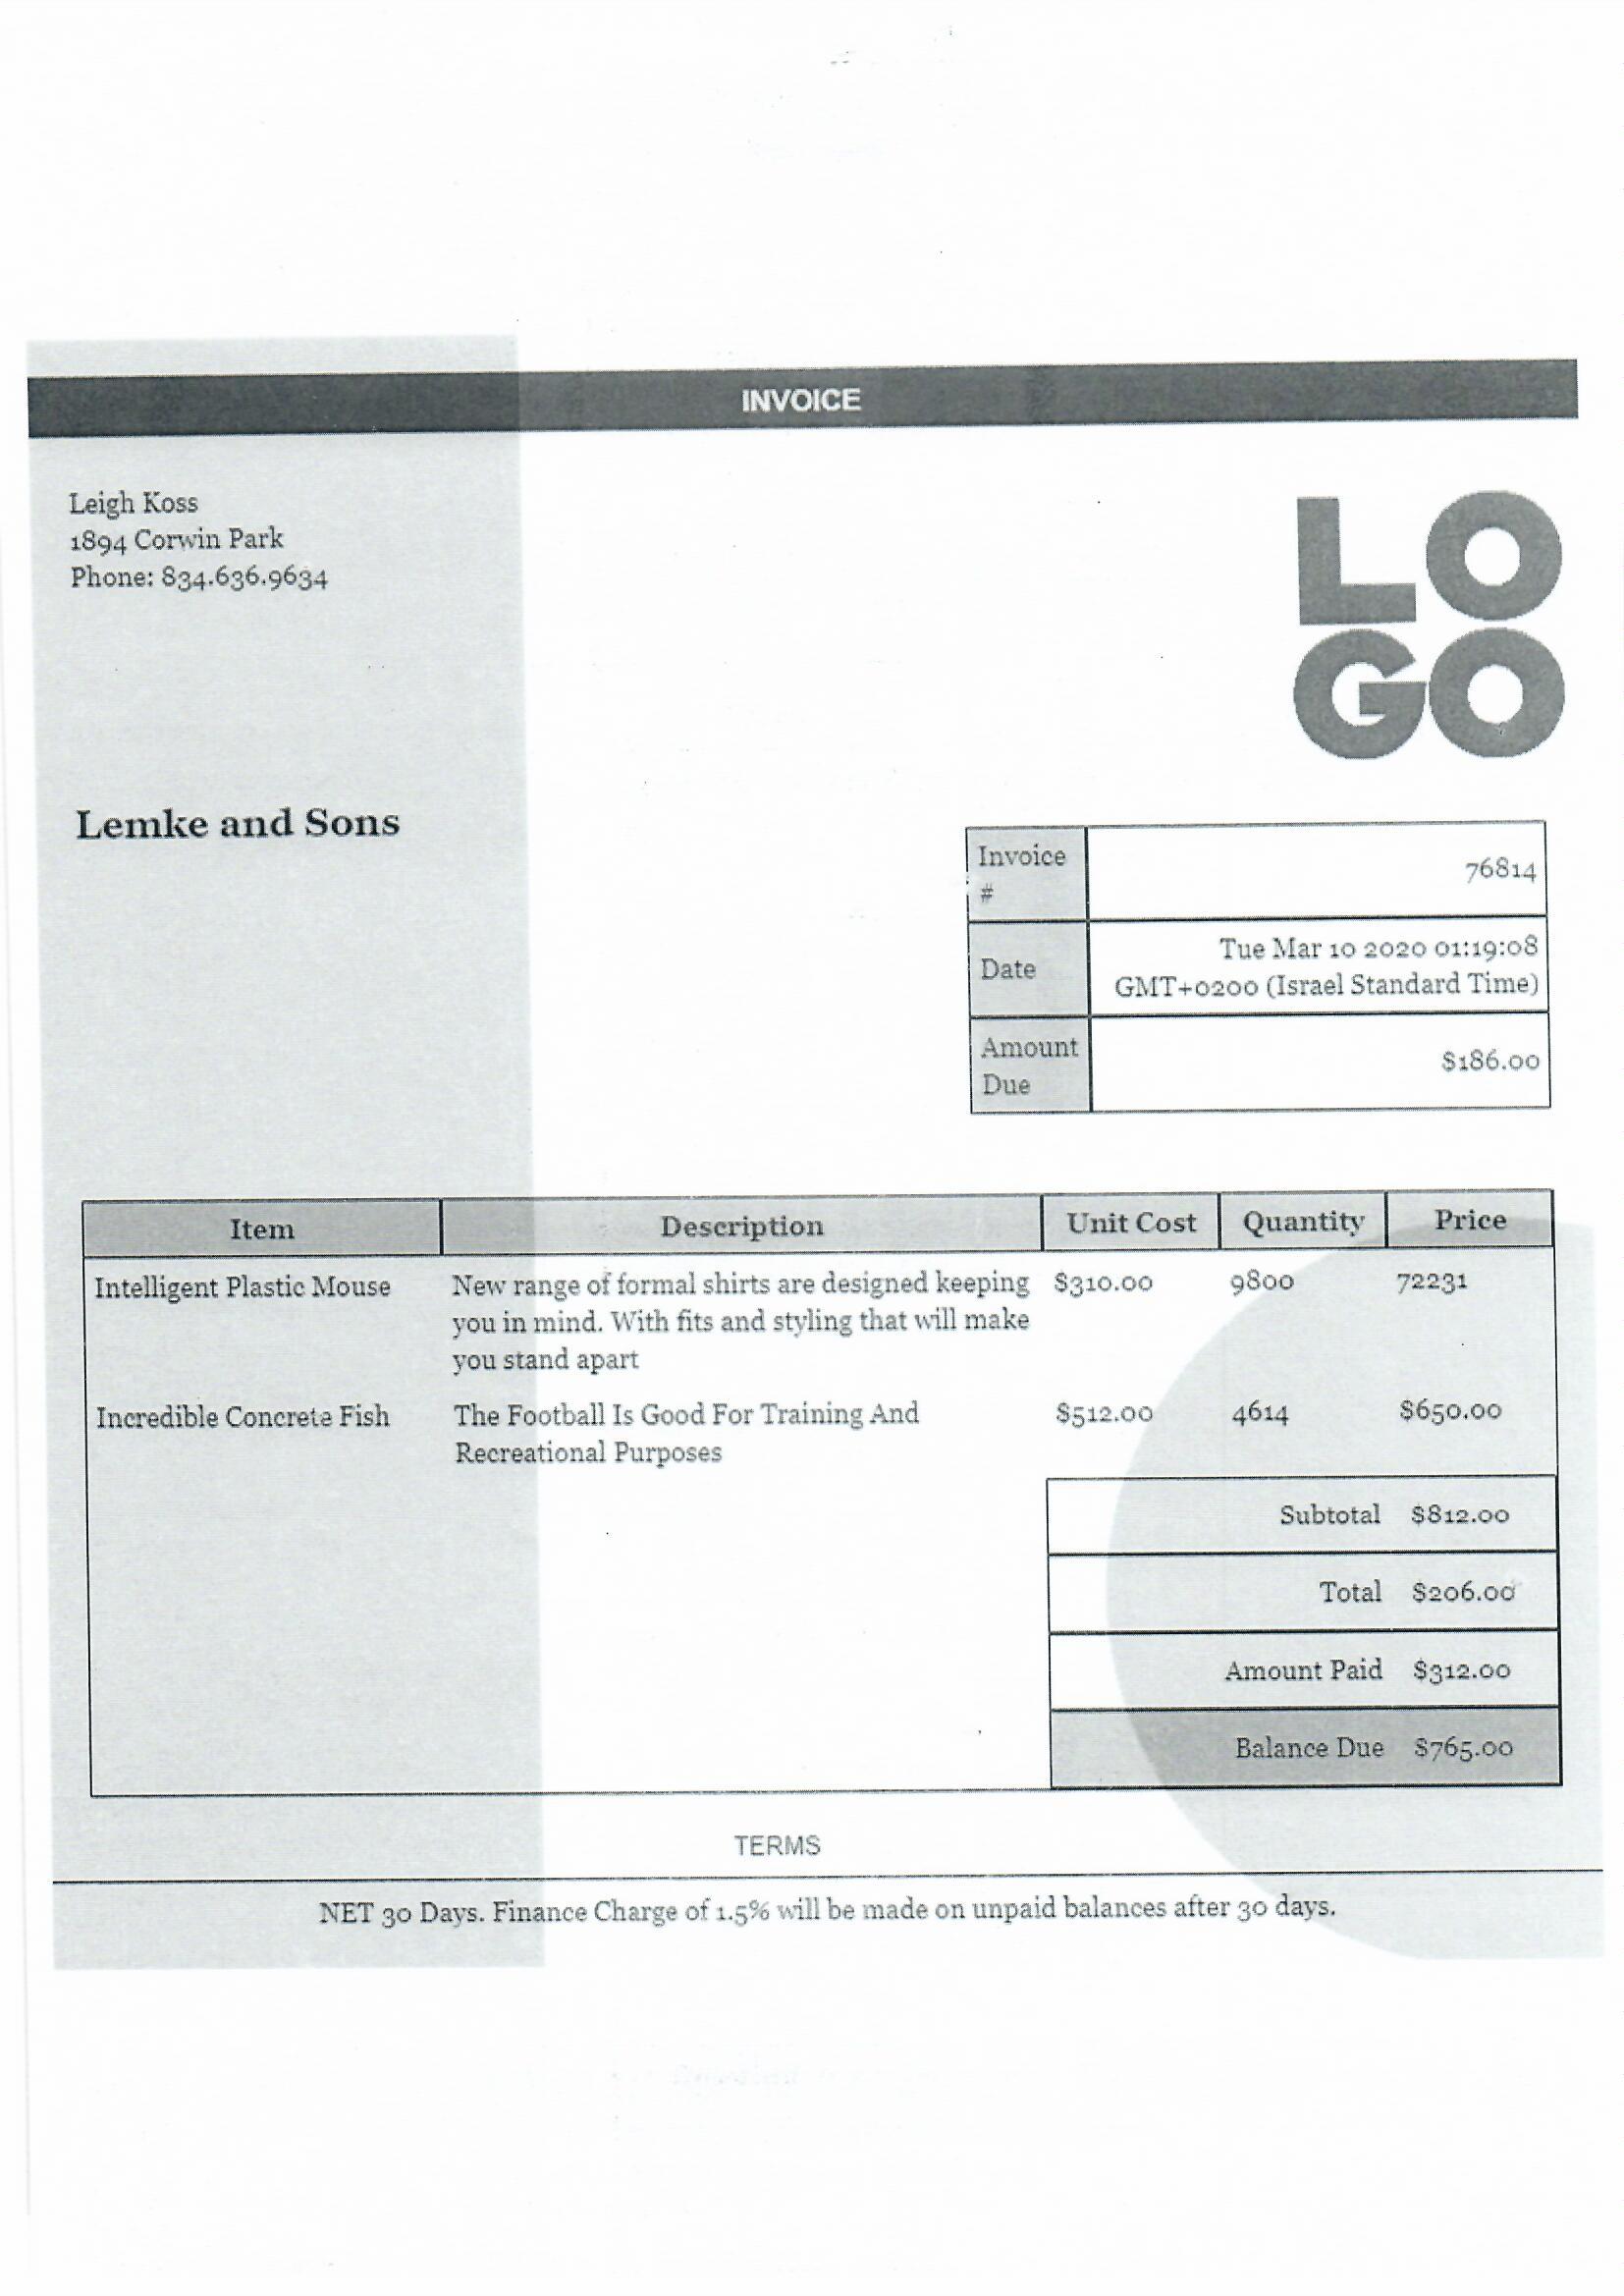 INVOICE
Leigh Koss
1894 Corwin Park
Phone: 834.636.9634
LO
GO
Lemke and Sons
Invoice
#
76814
Date
Tue Mar 10 2020 01:19:08
GMT+0200 (Israel Standard Time)
Amount
Due
$186.00
Item Description Unit Cost Quantity Price
Intelligent Plastic Mouse New range of formal shirts are designed keeping $310.00 9800 72231
you in mind. With fits and styling that will make
you stand apart
Incredible Concrete Fish The Football Is Good For Training And $512.00 4614 $650.00
Recreational Purposes
Subtotal $812.00
Total $206.00
Amount Paid $312.00
Balance Due $765.00
TERMS
NET 30 Days. Finance Charge of 1.5% will be made on unpaid balances after 30 days.